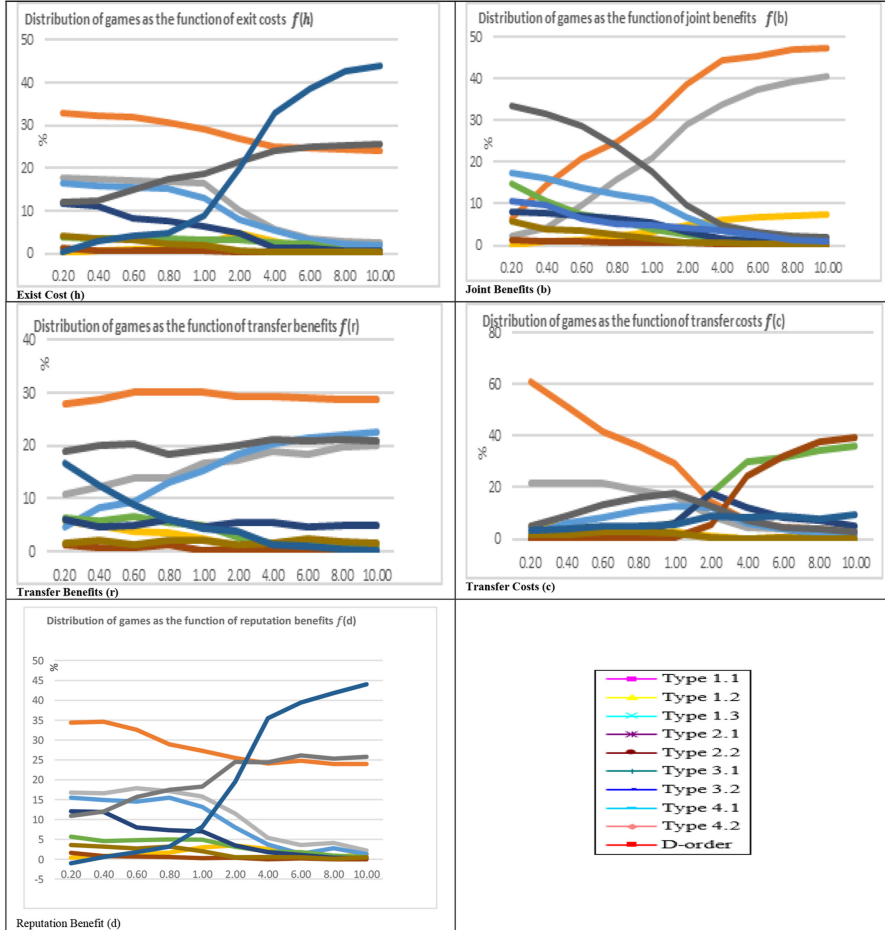 Distribution of games as the function of exit costs f(h)
50
40
30
%
20
10
0
0.20 0.40 0.60 0.80 1.00 2.00 4.00 6.00 8.00 10.00
Exist Cost (h)
Distribution of games as the function of joint benefits f(b)
50
40
30
%
20
10
0
0.20 0.40 0.60 0.80 1.00 2.00 4.00 6.00 8.00 10.00
Joint Benefits (b)
Distribution of games as the function of transfer benefits f(r)
40
%
30
20
10
0
0.20 0.40 0.60 0.80 1.00 2.00 4.00 6.00 8.00 10.00
Transfer Benefits (r)
Distribution of games as the function of transfer costs f(c)
80
60
40
%
20
0
0.20 0.40 0.60 0.80 1.00 2.00 4.00 6.00 8.00 10.00
Transfer Costs (c)
Distribution of games as the function of reputation benefits f(d)
50
%
45
40
35
30
25
20
15
10
5
0
-5
0.20 0.40 0.60 0.80 1.00 2.00 4.00 6.00 8.00 10.00
Reputation Benefit (d)
Type 1.1
Type 1.2
Type 1.3
Type 2.1
Type 2.2
Type 3.1
Type 3.2
Type 4.1
Type 4.2
D-order